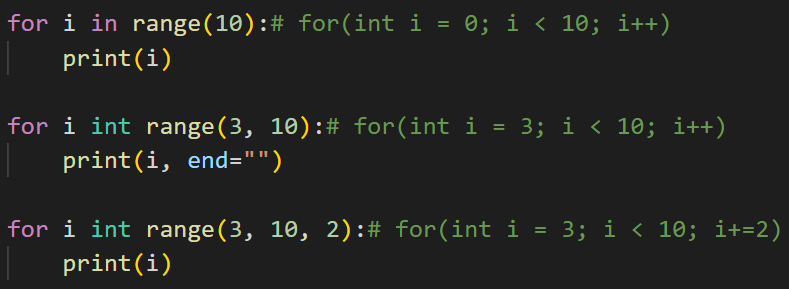 for i in range(10):# for(int i = 0; i < 10; i++)
print(i)
for i int range(3, 10):# for(int i = 3; i < 10; i++)
print(i, end="")
for i int range(3, 10, 2):# for(int i = 3; i < 10; i+=2)
print(i)